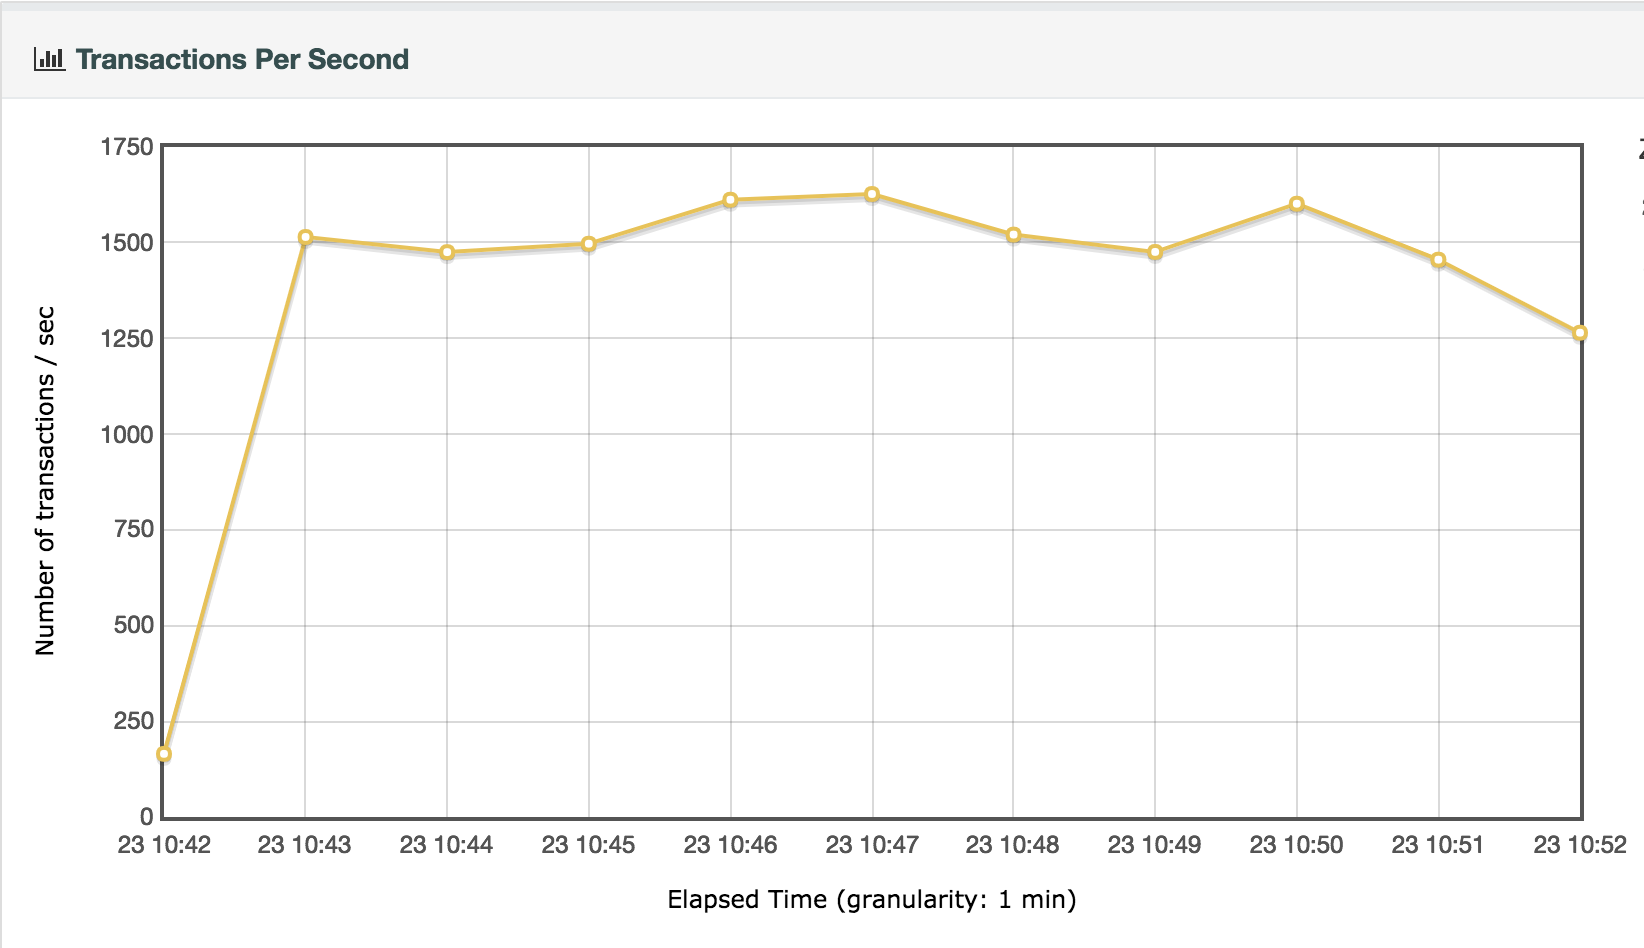 Transactions Per Second
1750
1500
1250
1000
750
500
250
0
Number of transactions / sec
23 10:42 23 10:43 23 10:44 23 10:45 23 10:46 23 10:47 23 10:48 23 10:49 23 10:50 23 10:51 23 10:52
Elapsed Time (granularity: 1 min)